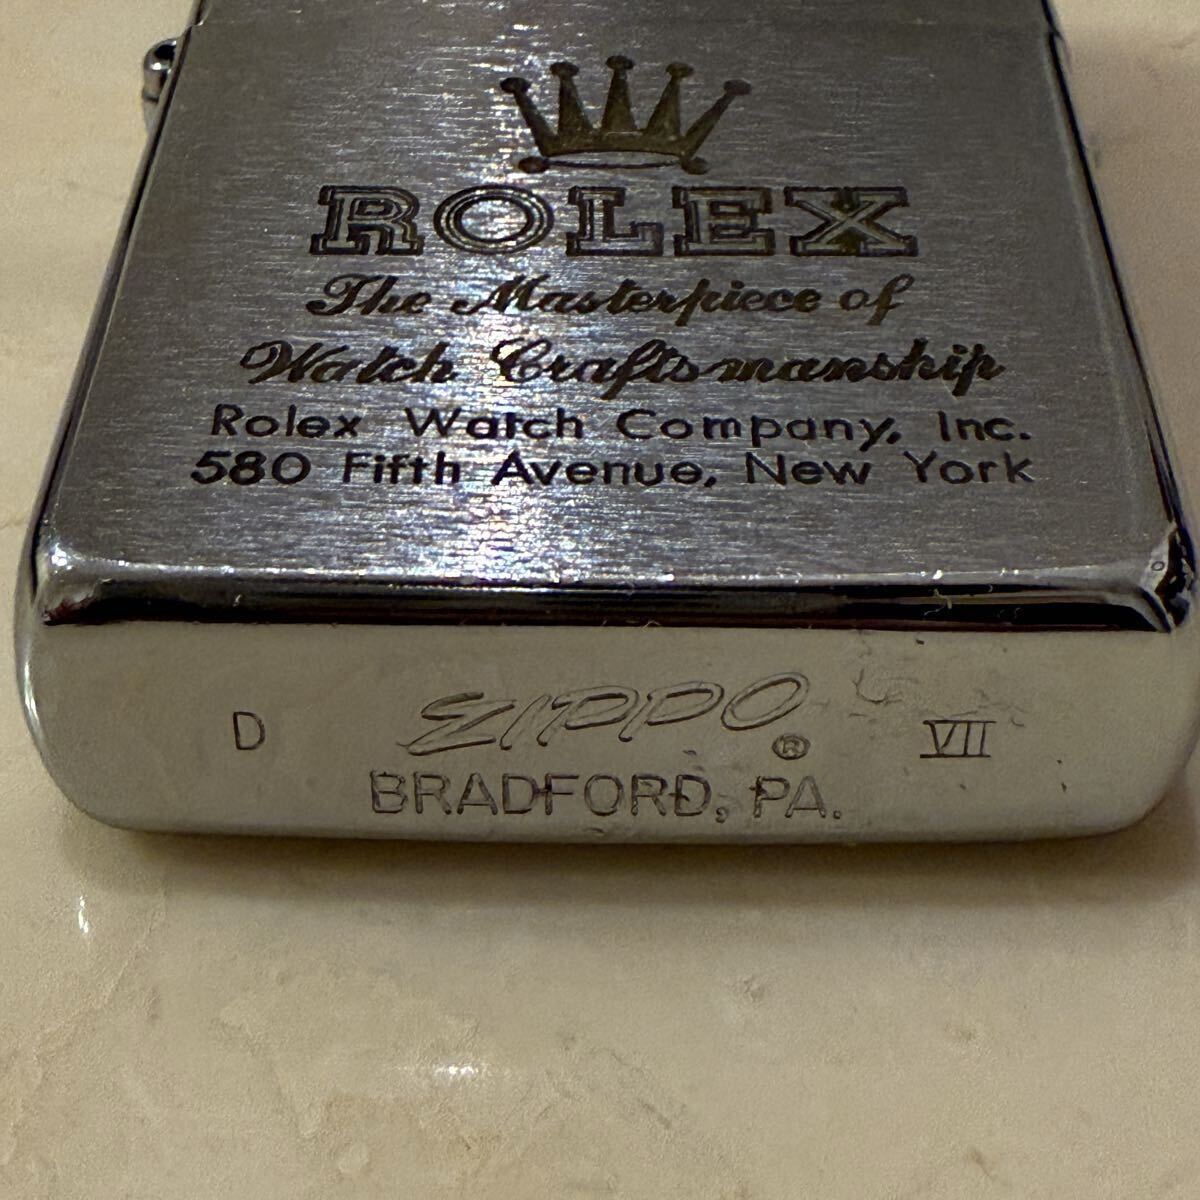 ROLEX
The Masterpiece of
Watch Craftsmanship
Rolex Watch Company, Inc.
580 Fifth Avenue, New York
D ZIPPO ® VII
BRADFORD, PA.